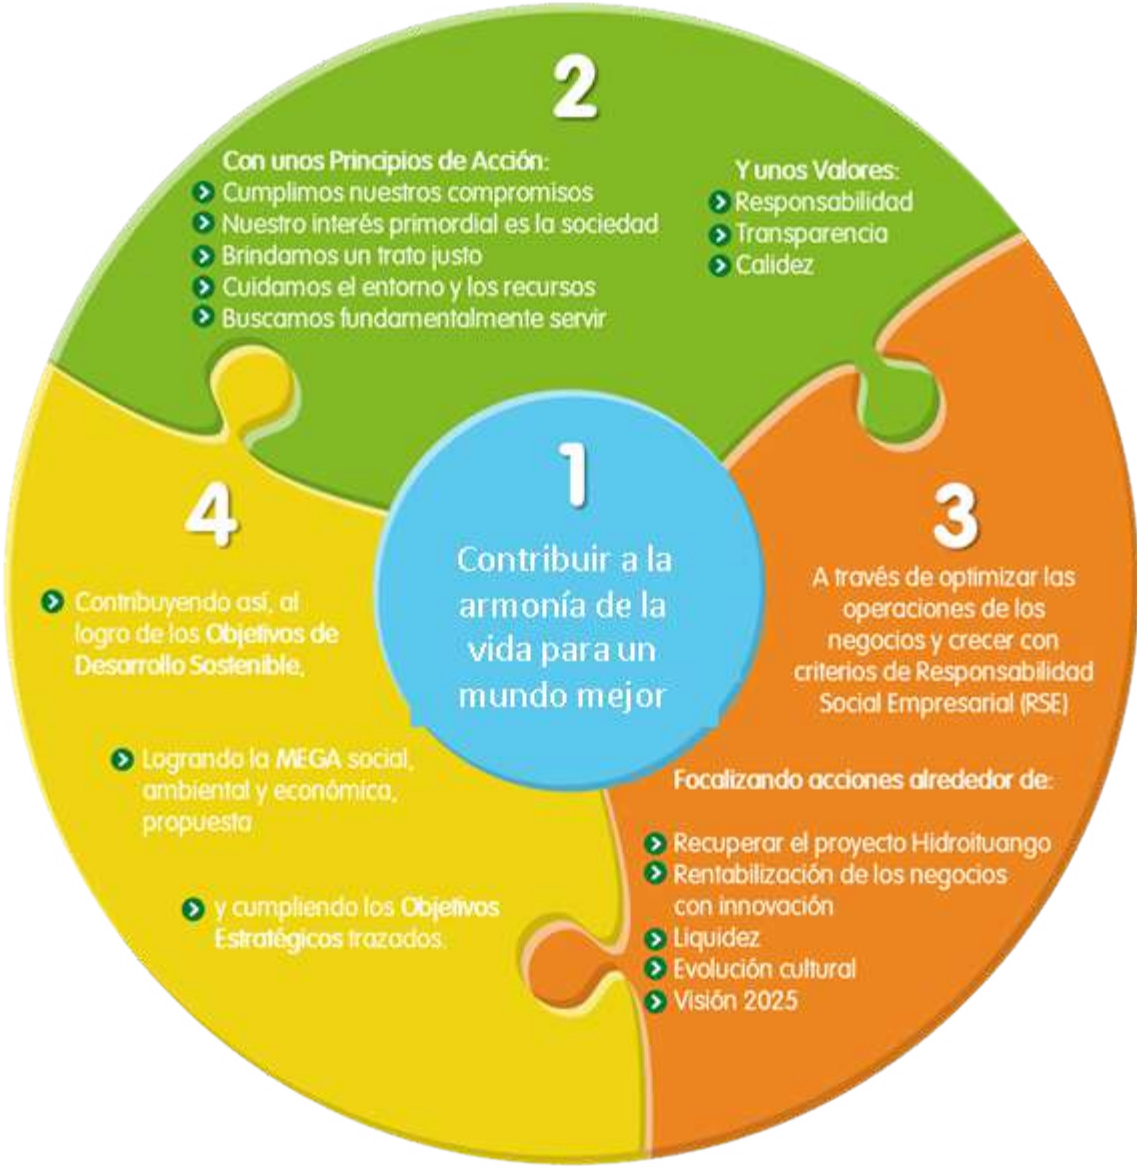 2
Con unos Principios de Acción:
Cumplimos nuestros compromisos
Nuestro interés primordial es la sociedad
Brindamos un trato justo
Cuidamos el entorno y los recursos
Buscamos fundamentalmente servir
Y unos Valores:
Responsabilidad
Transparencia
Calidez
1
Contribuir a la
armonía de la
vida para un
mundo mejor
3
A través de optimizar las
operaciones de los
negocios y crecer con
criterios de Responsabilidad
Social Empresarial (RSE)
Focalizando acciones alrededor de:
Recuperar el proyecto Hidroituango
Rentabilización de los negocios
con innovación
Liquidez
Evolución cultural
Visión 2025
4
Contribuyendo así, al
logro de los Objetivos de
Desarrollo Sostenible,
Logrando la MEGA social,
ambiental y económica,
propuesta
y cumpliendo los Objetivos
Estratégicos trazados.